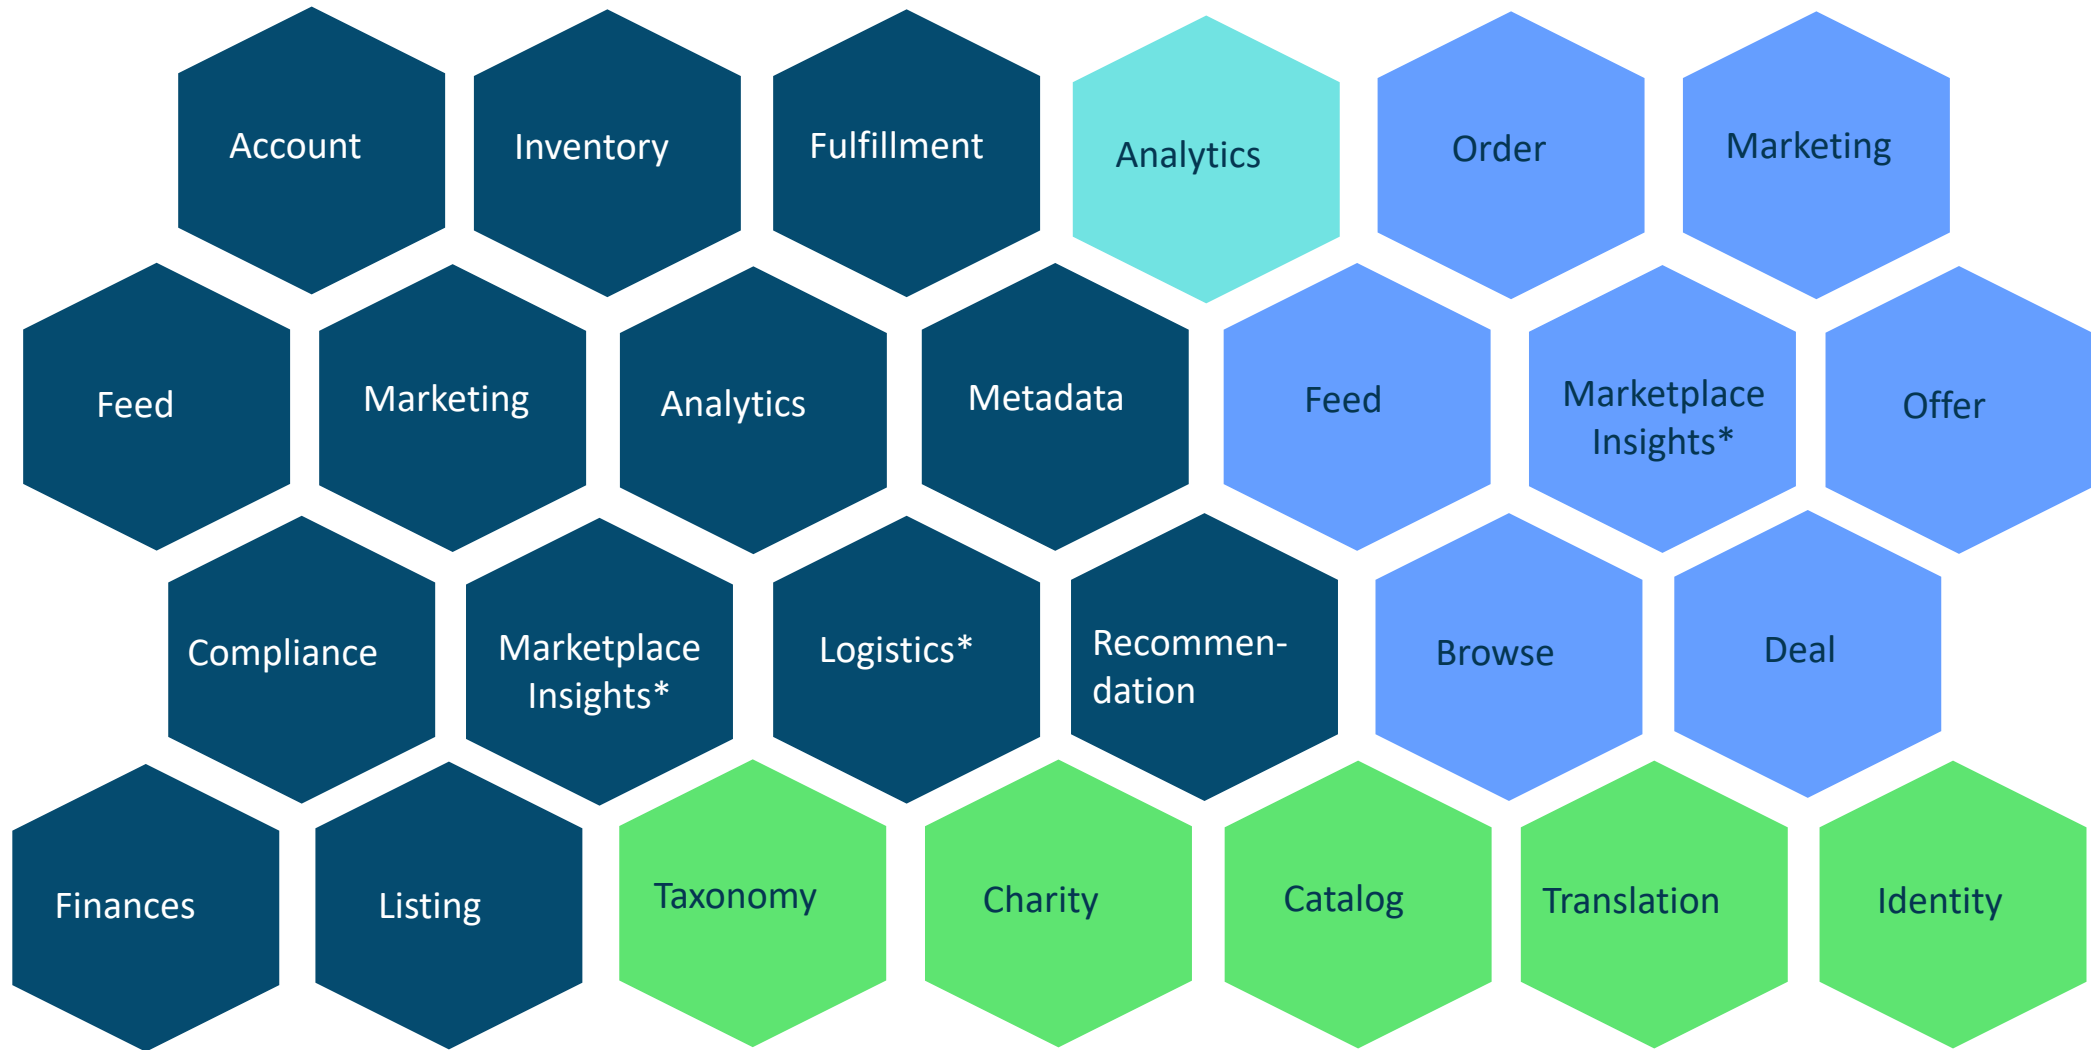 Account
Inventory
Fulfillment
Analytics
Order
Marketing
Feed
Marketing
Analytics
Metadata
Feed
Marketplace
Insights*
Offer
Compliance
Marketplace
Insights*
Logistics*
Recommen-
dation
Browse
Deal
Finances
Listing
Taxonomy
Charity
Catalog
Translation
Identity